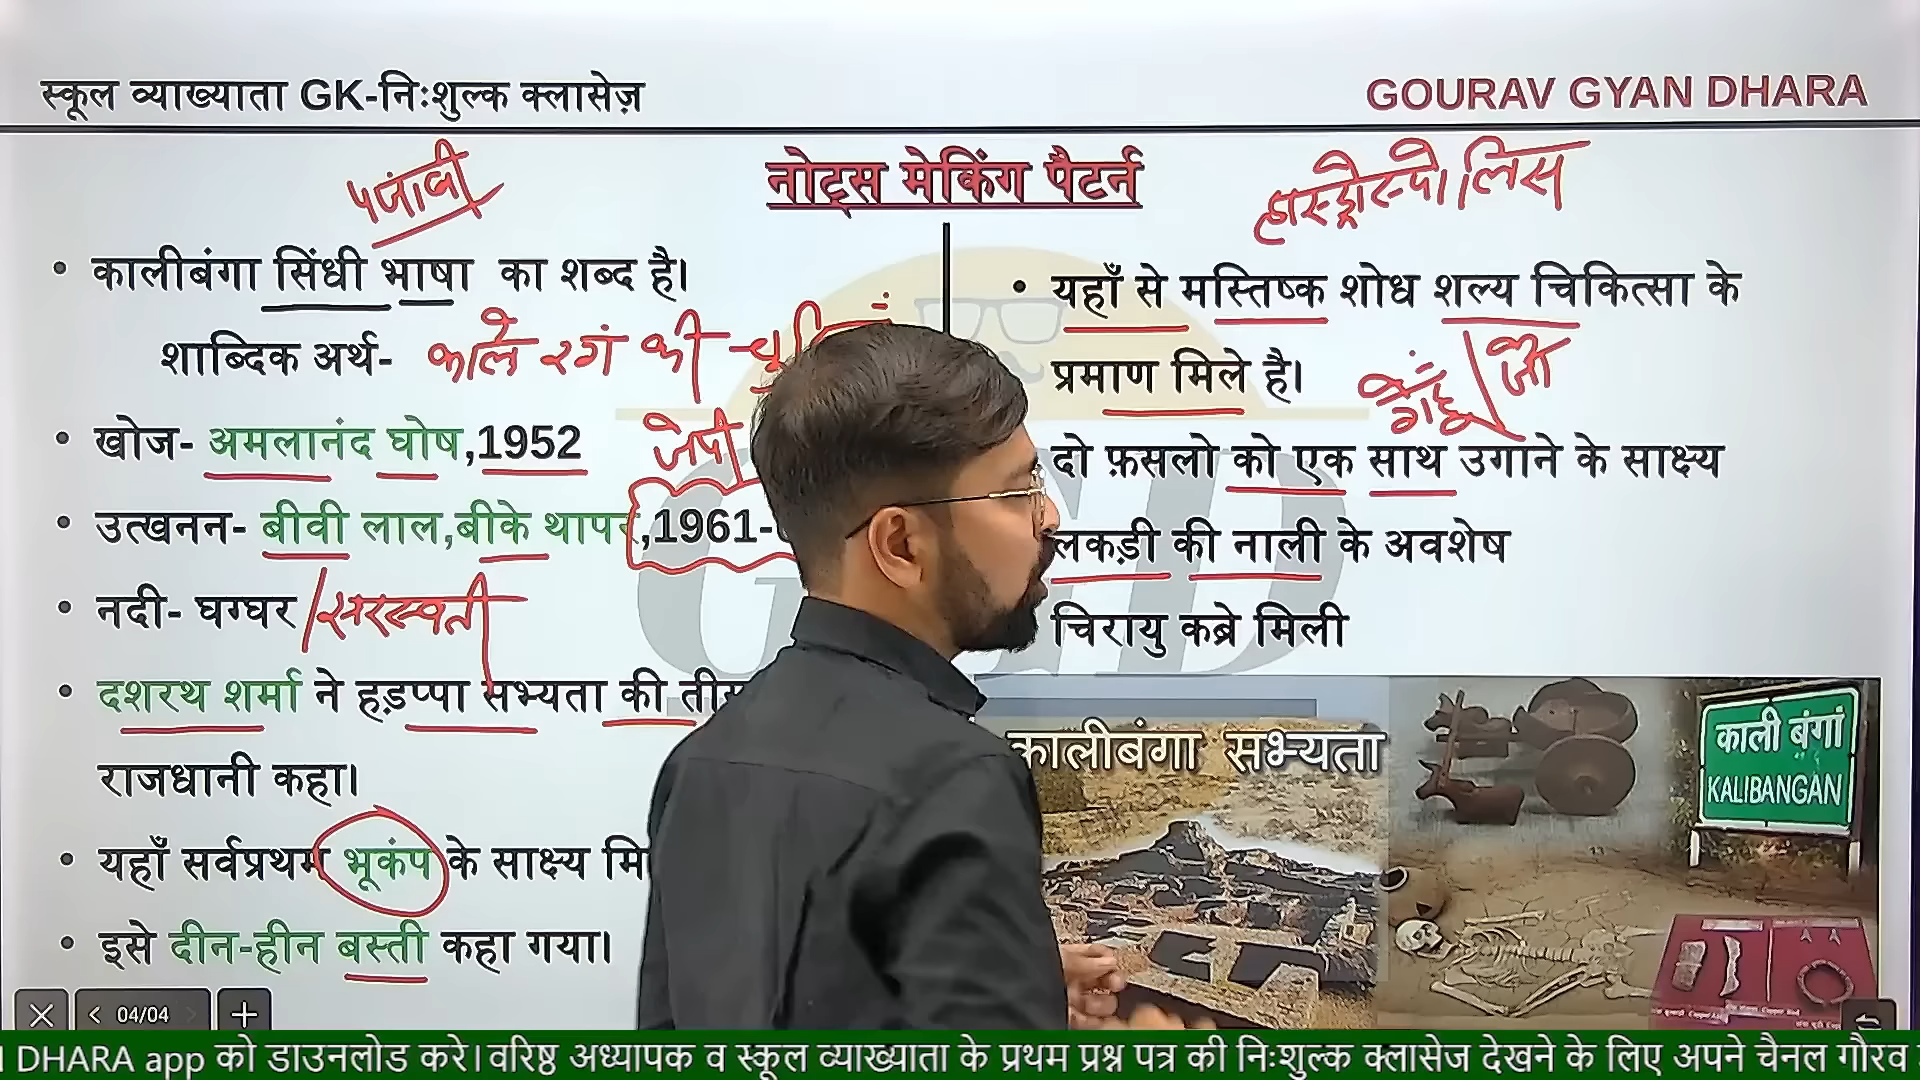 स्कूल व्याख्याता GK-निःशुल्क क्लासेज़
GOURAV GYAN DHARA
नोट्स मेकिंग पैटर्न
पंजाबी
• कालीबंगा सिंधी भाषा का शब्द है।
शाब्दिक अर्थ- काले रंग की
• खोज- अमलानंद घोष,1952
• उत्खनन- बीवी लाल,बीके थापर,1961-
• नदी- घग्घर/सरस्वती
• दशरथ शर्मा ने हड़प्पा सभ्यता की
राजधानी कहा।
• यहाँ सर्वप्रथम भूकंप के साक्ष्य
• इसे दीन-हीन बस्ती कहा गया।
• यहाँ से मस्तिष्क शोध शल्य चिकित्सा के
प्रमाण मिले है।
गेहूँ
दो फ़सलो को एक साथ उगाने के साक्ष्य
लकड़ी की नाली के अवशेष
चिरायु कब्रे मिली
कालीबंगा सभ्यता
काली बंगां
KALIBANGAN
04/04
DHARA app को डाउनलोड करे। वरिष्ठ अध्यापक व स्कूल व्याख्याता के प्रथम प्रश्न पत्र की निःशुल्क क्लासेज देखने के लिए अपने चैनल गौरव